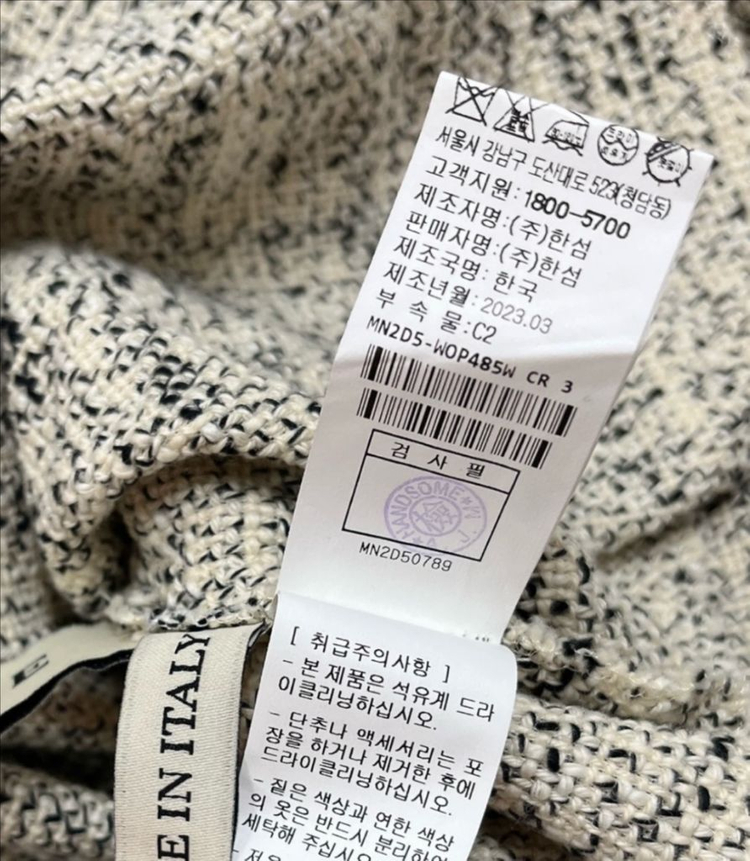 서울시 강남구 도산대로 523(청담동)
고객지원:1800-5700
제조자명:(주)한섬
판매자명:(주)한섬
제조국명: 한국
제조년월:2023.03
부 속 물:C2
MN2D5-WOP485W CR 3
검 사 필
HANDSOME
MN2D50789
[ 취급주의사항 ]
- 본 제품은 석유계 드라
이클리닝하십시오.
- 단추나 액세서리는 포
장을 하거나 제거한 후에
드라이클리닝하십시오.
- 짙은 색상과 연한 색상
의 옷은 반드시 분리하여
세탁해 주십시오.
E IN ITALY
E